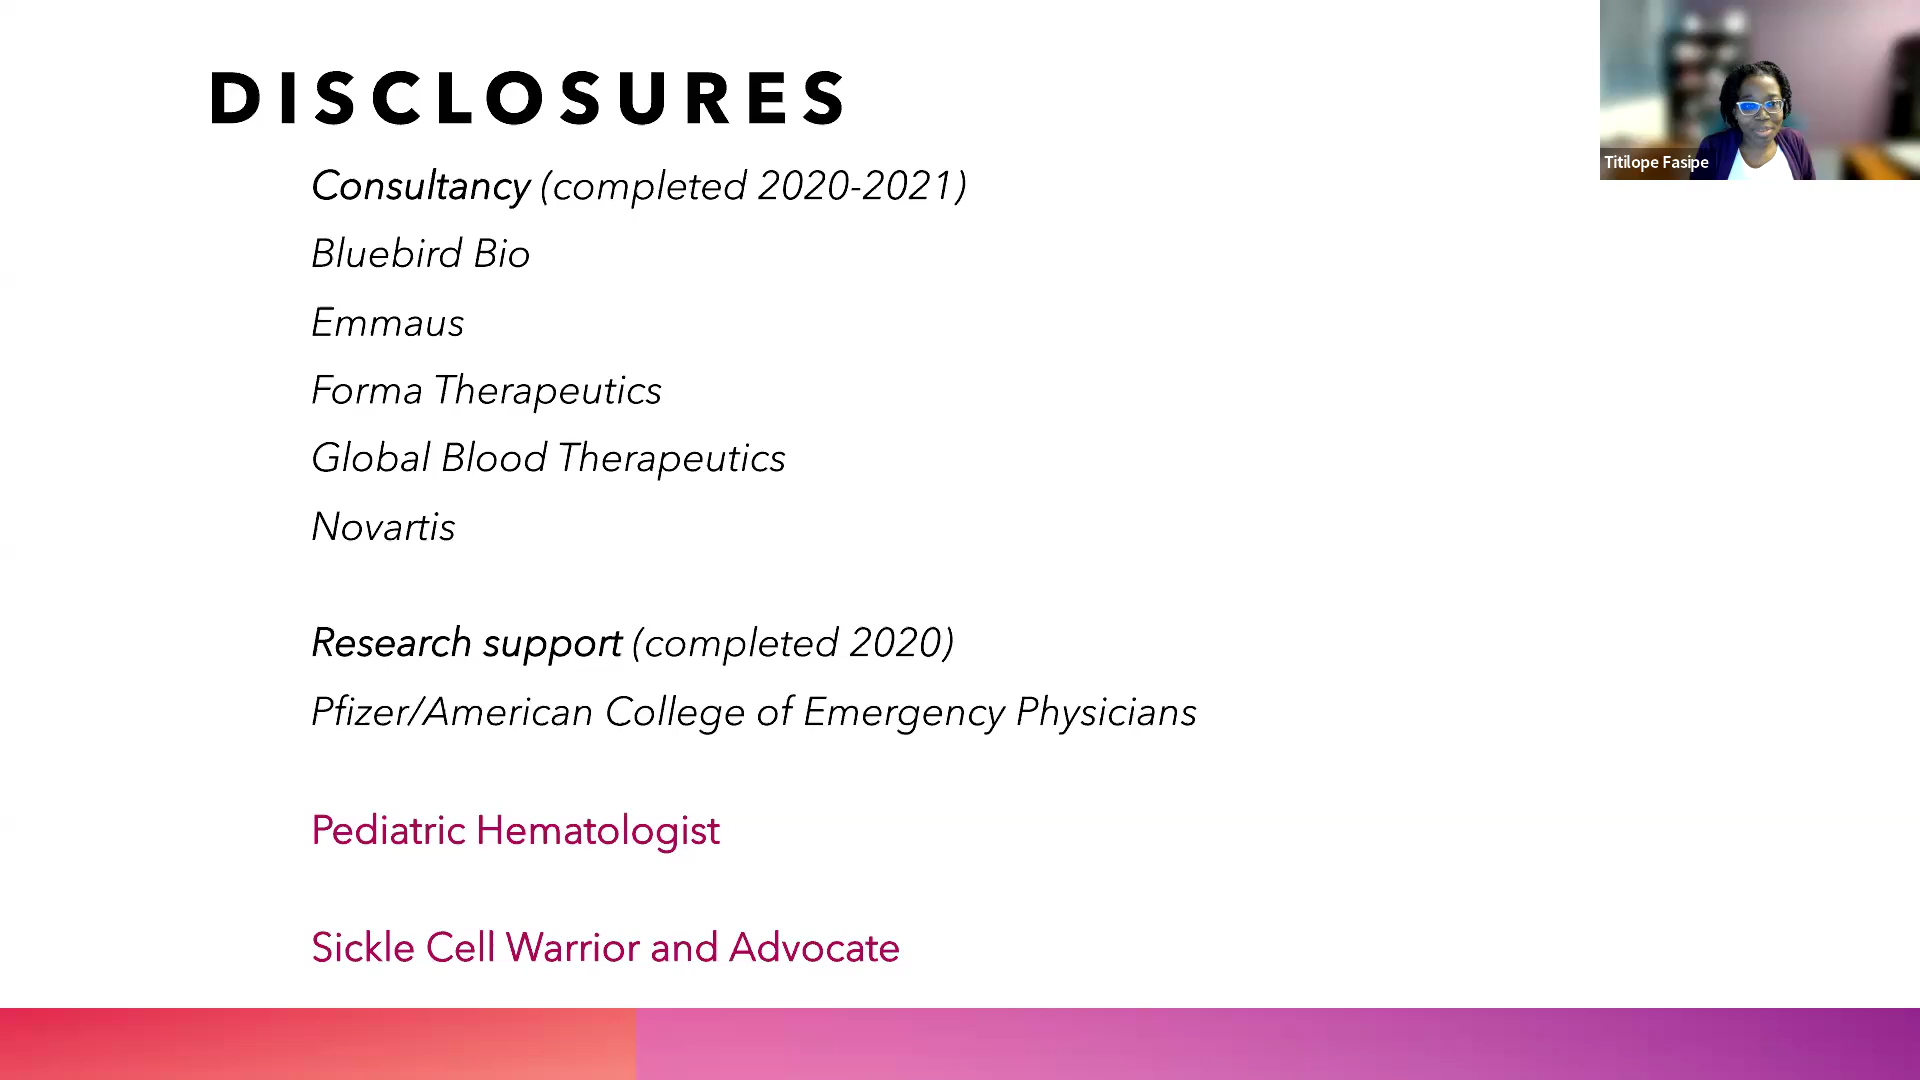 DISCLOSURES
Consultancy (completed 2020-2021)
Bluebird Bio
Emmaus
Forma Therapeutics
Global Blood Therapeutics
Novartis
Research support (completed 2020)
Pfizer/American College of Emergency Physicians
Pediatric Hematologist
Sickle Cell Warrior and Advocate
Titilope Fasipe